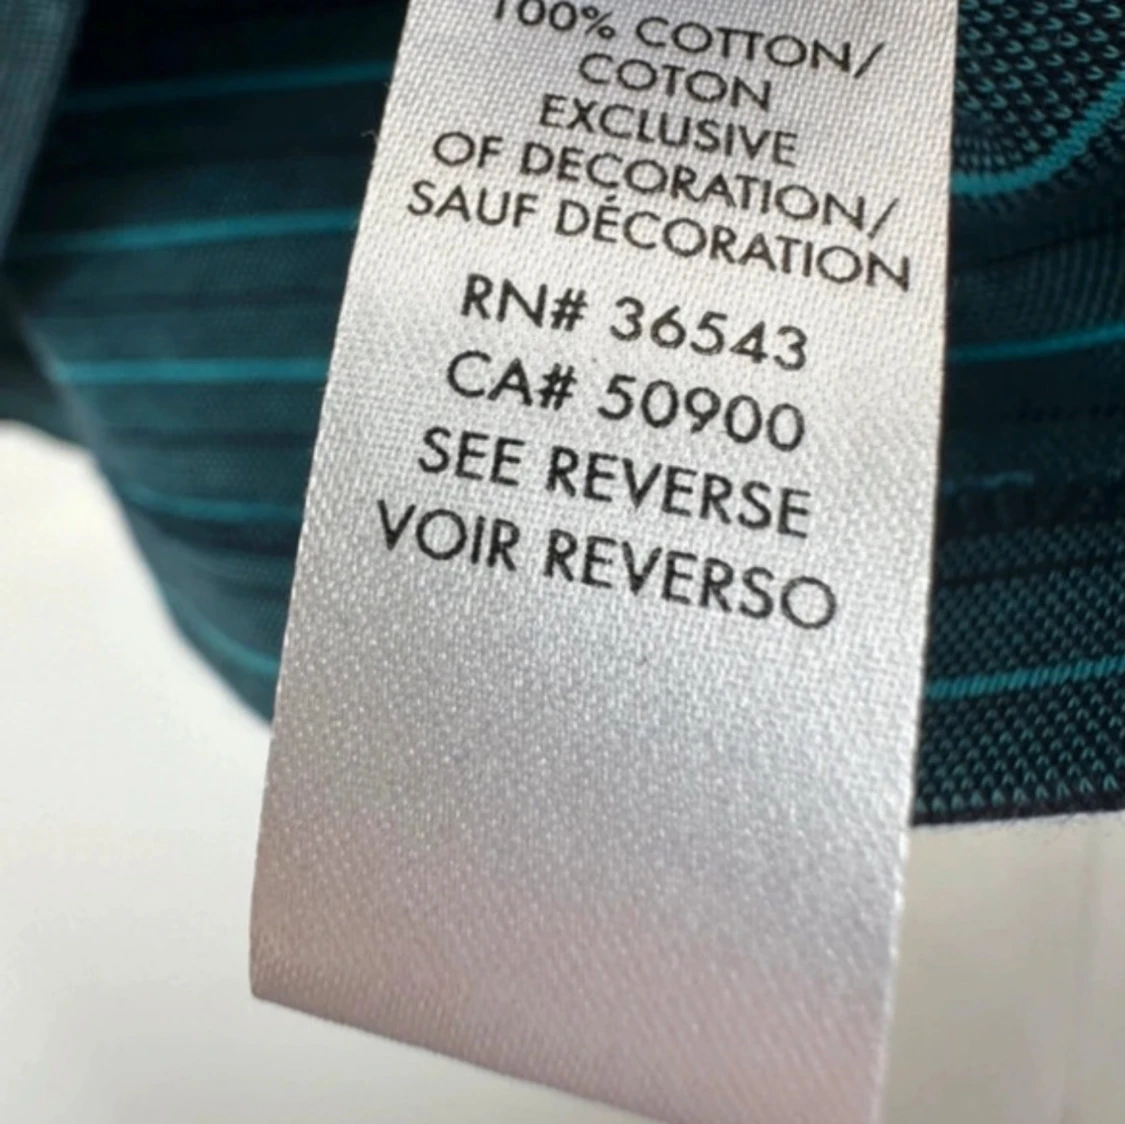 100% COTTON/
COTON
EXCLUSIVE
OF DECORATION/
SAUF DÉCORATION
RN# 36543
CA# 50900
SEE REVERSE
VOIR REVERSO